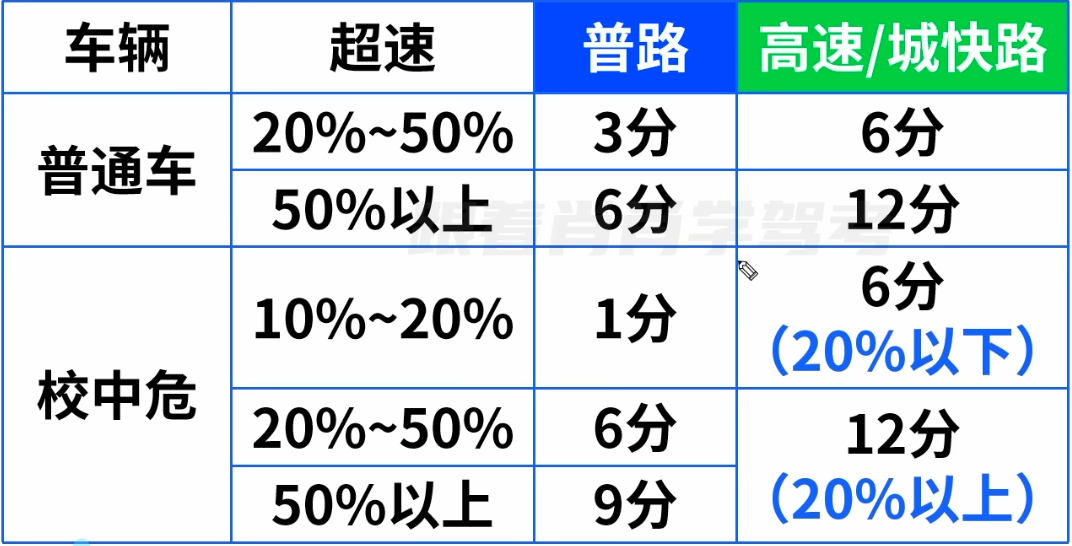 车辆 超速 普路 高速/城快路
普通车 20%~50% 3分 6分
50%以上 6分 12分
跟着肖肖学驾考
校中危 10%~20% 1分 6分
（20%以下）
20%~50% 6分 12分
（20%以上）
50%以上 9分